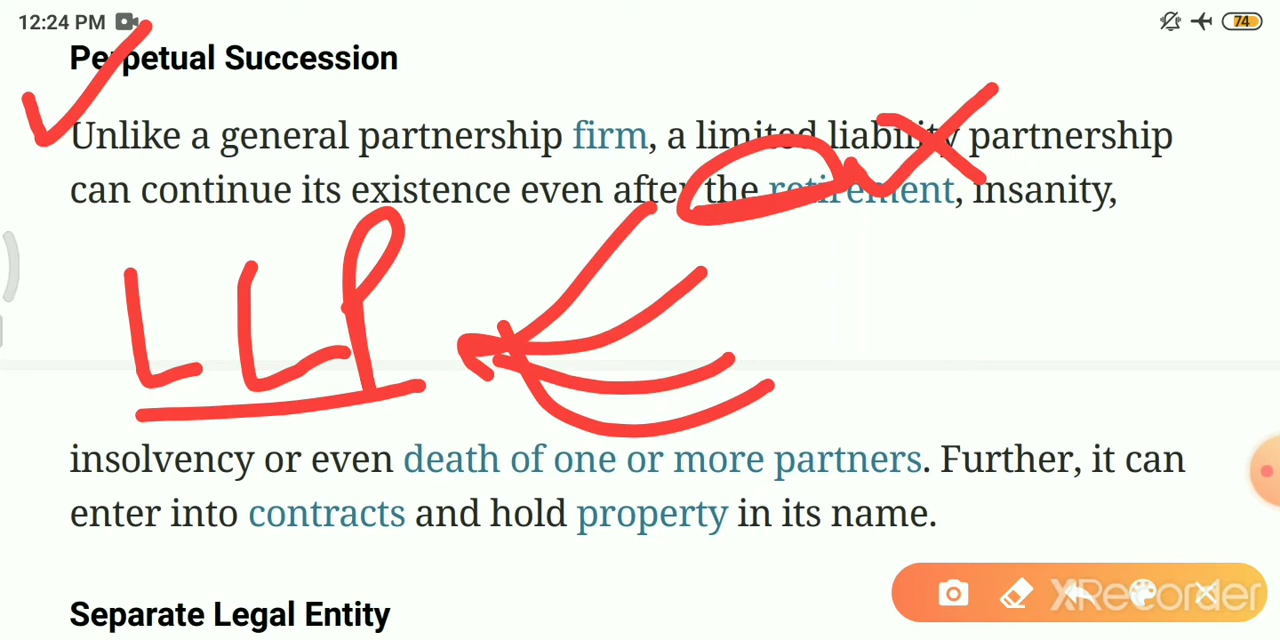 12:24 PM
74
Perpetual Succession
Unlike a general partnership firm, a limited liability partnership
can continue its existence even after the retirement, insanity,
LLP
insolvency or even death of one or more partners. Further, it can
enter into contracts and hold property in its name.
XRecorder
Separate Legal Entity